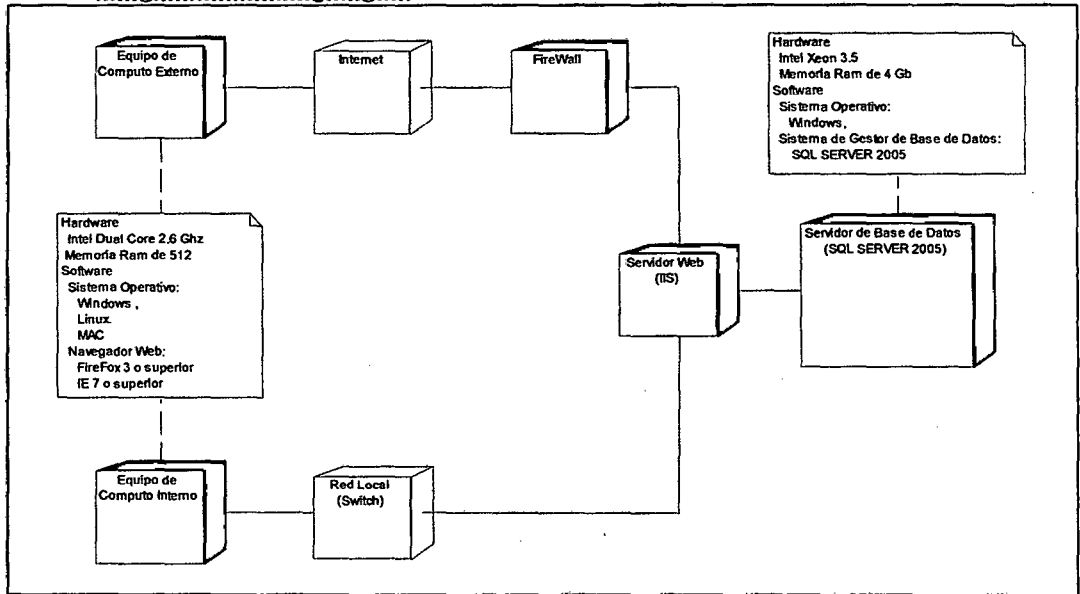 Equipo de
Computo Externo
Internet
FireWall
Hardware
Intel Xeon 3.5
Memoria Ram de 4 Gb
Software
Sistema Operativo:
Windows,
Sistema de Gestor de Base de Datos:
SQL SERVER 2005
Hardware
Intel Dual Core 2.6 Ghz
Memoria Ram de 512
Software
Sistema Operativo:
Windows ,
Linux
MAC
Navegador Web:
FireFox 3 o superior
IE 7 o superior
Servidor Web
(IIS)
Servidor de Base de Datos
(SQL SERVER 2005)
Equipo de
Computo Interno
Red Local
(Switch)